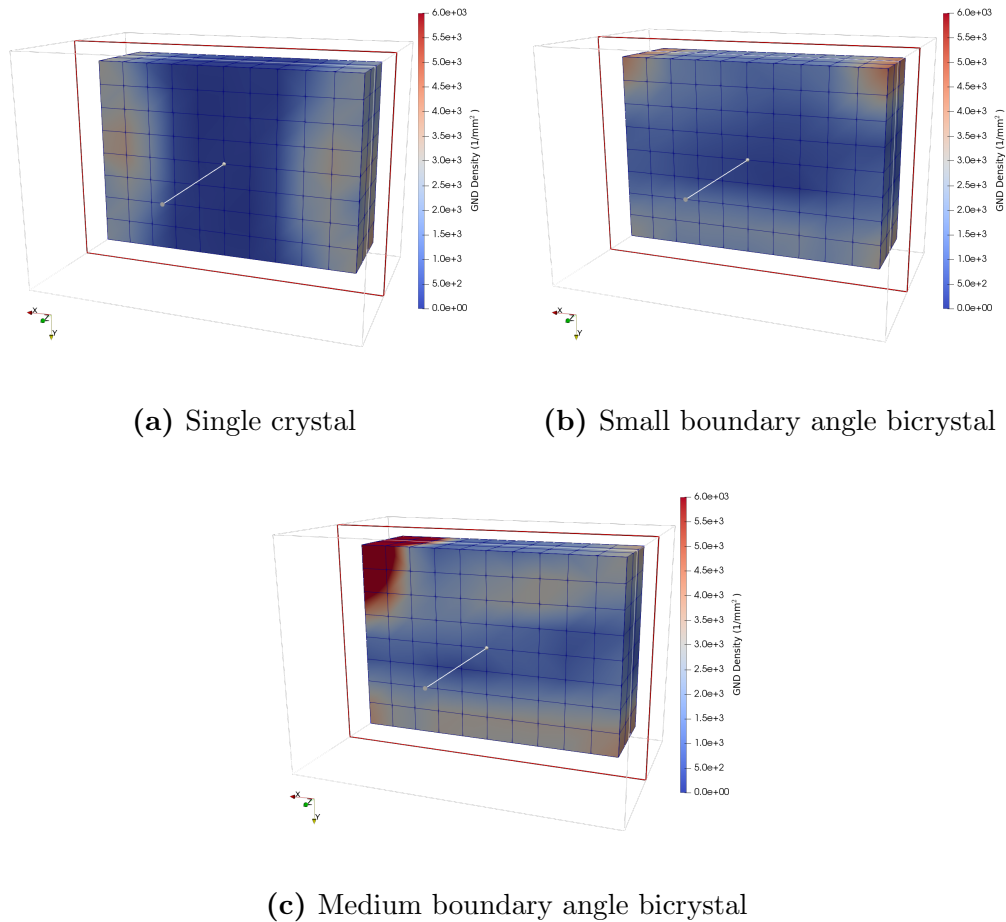 6.0e+03
5.5e+3
5.0e+3
4.5e+3
4.0e+3
3.5e+3
3.0e+3
2.5e+3
2.0e+3
1.5e+3
1.0e+3
5.0e+2
0.0e+00
GND Density (1/mm²)
X
Z
Y
(a) Single crystal
6.0e+03
5.5e+3
5.0e+3
4.5e+3
4.0e+3
3.5e+3
3.0e+3
2.5e+3
2.0e+3
1.5e+3
1.0e+3
5.0e+2
0.0e+00
GND Density (1/mm²)
X
Z
Y
(b) Small boundary angle bicrystal
6.0e+03
5.5e+3
5.0e+3
4.5e+3
4.0e+3
3.5e+3
3.0e+3
2.5e+3
2.0e+3
1.5e+3
1.0e+3
5.0e+2
0.0e+00
GND Density (1/mm²)
X
Z
Y
(c) Medium boundary angle bicrystal